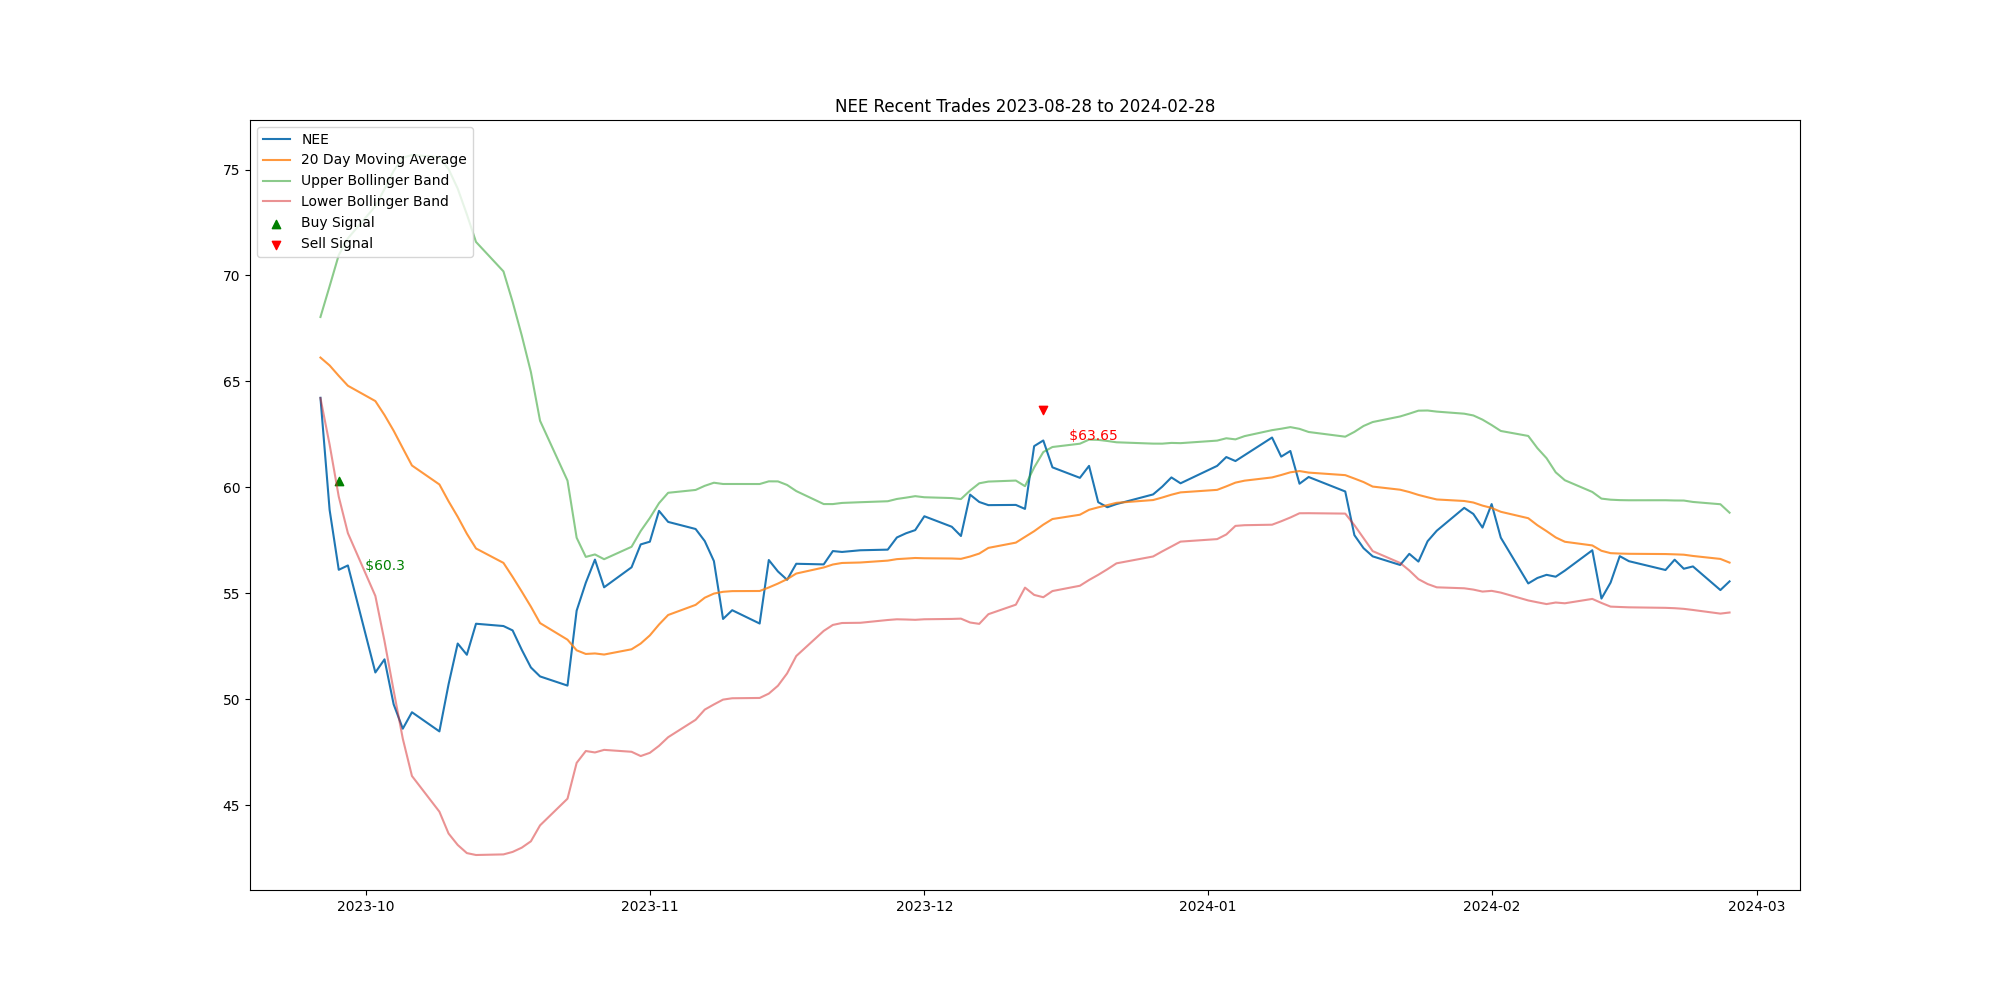 NEE Recent Trades 2023-08-28 to 2024-02-28
NEE
20 Day Moving Average
Upper Bollinger Band
Lower Bollinger Band
Buy Signal
Sell Signal
75
70
65
60
55
50
45
$60.3
$63.65
2023-10
2023-11
2023-12
2024-01
2024-02
2024-03